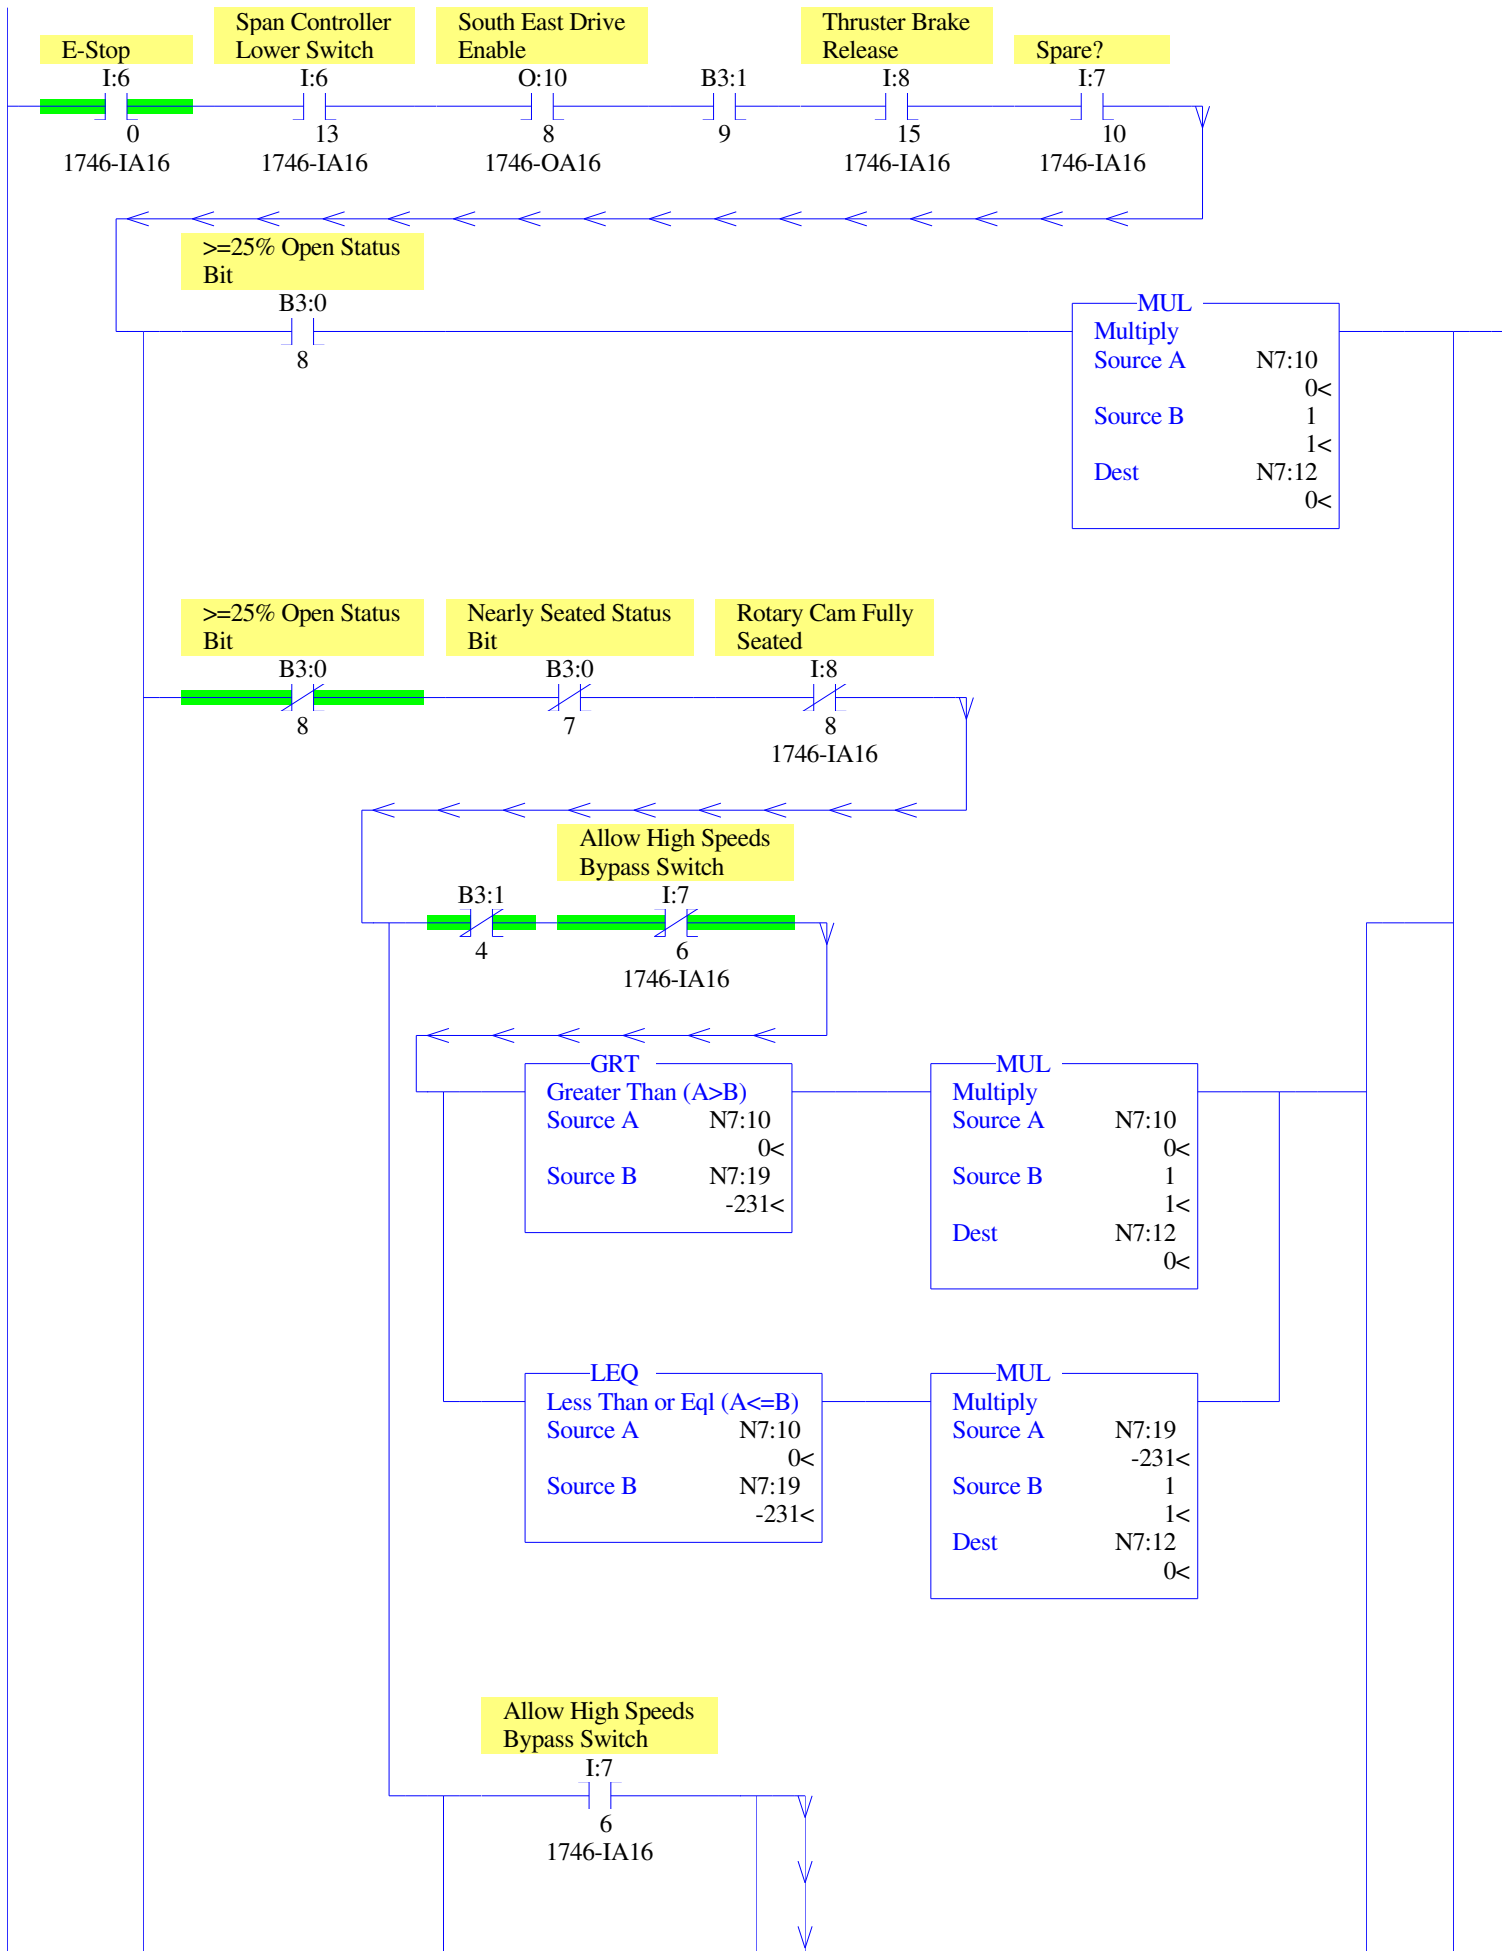 E-Stop
I:6
0
1746-IA16
Span Controller
Lower Switch
I:6
13
1746-IA16
South East Drive
Enable
O:10
8
1746-OA16
B3:1
9
Thruster Brake
Release
I:8
15
1746-IA16
Spare?
I:7
10
1746-IA16
>=25% Open Status
Bit
B3:0
8
MUL
Multiply
Source A N7:10
0<
Source B 1
1<
Dest N7:12
0<
>=25% Open Status
Bit
B3:0
8
Nearly Seated Status
Bit
B3:0
7
Rotary Cam Fully
Seated
I:8
8
1746-IA16
B3:1
4
Allow High Speeds
Bypass Switch
I:7
6
1746-IA16
GRT
Greater Than (A>B)
Source A N7:10
0<
Source B N7:19
-231<
MUL
Multiply
Source A N7:10
0<
Source B 1
1<
Dest N7:12
0<
LEQ
Less Than or Eql (A<=B)
Source A N7:10
0<
Source B N7:19
-231<
MUL
Multiply
Source A N7:19
-231<
Source B 1
1<
Dest N7:12
0<
Allow High Speeds
Bypass Switch
I:7
6
1746-IA16